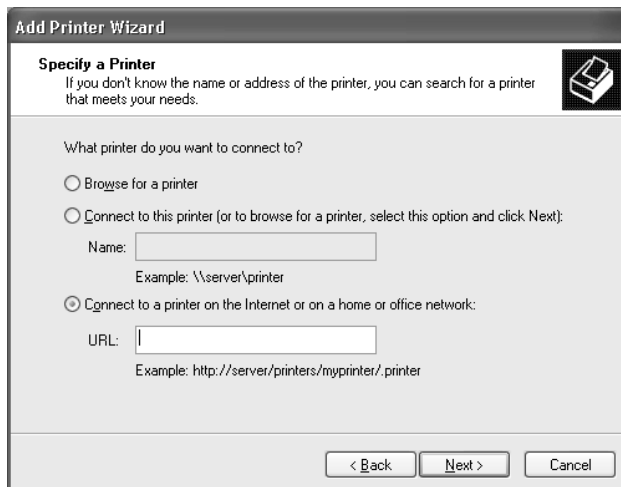 Add Printer Wizard
Specify a Printer
If you don't know the name or address of the printer, you can search for a printer
that meets your needs.
What printer do you want to connect to?
Browse for a printer
Connect to this printer (or to browse for a printer, select this option and click Next):
Name:
Example: \\server\printer
Connect to a printer on the Internet or on a home or office network:
URL:
Example: http://server/printers/myprinter/.printer
< Back Next > Cancel